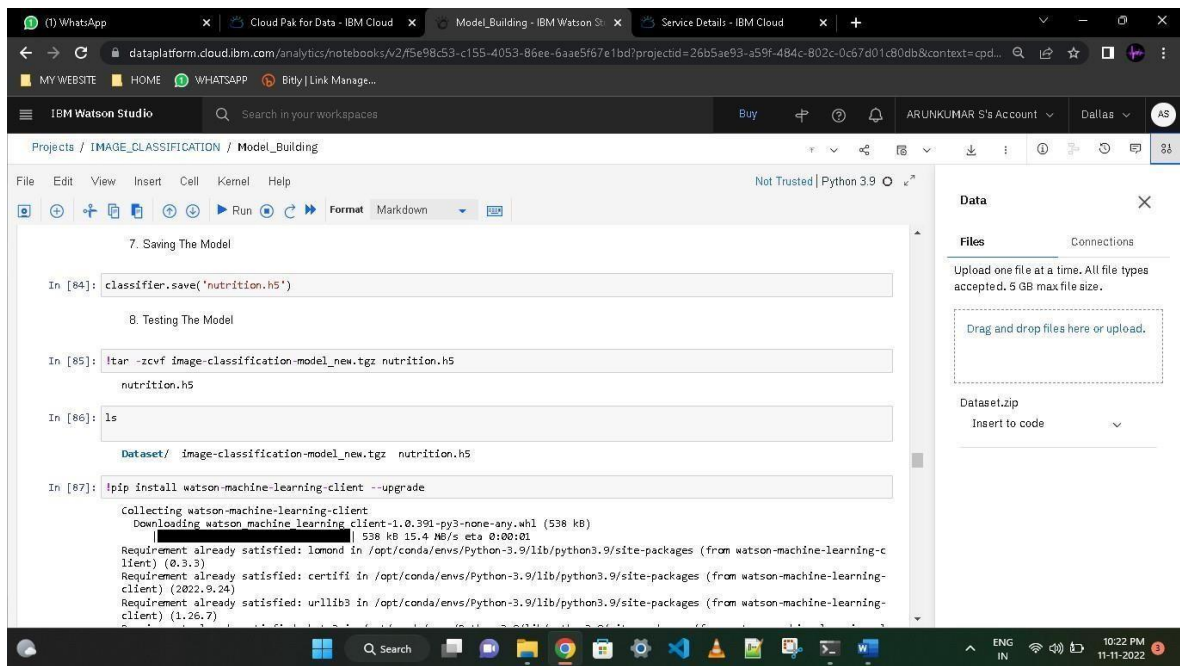 (1) WhatsApp
Cloud Pak for Data - IBM Cloud
Model_Building - IBM Watson St
Service Details - IBM Cloud
dataplatform.cloud.ibm.com/analytics/notebooks/v2/f5e98c53-c155-4053-86ee-6aae5f67e1bd?projectid=26b5ae93-a59f-484c-802c-0c67d01c80db&context=cpd...
MY WEBSITE HOME WHATSAPP Bitly | Link Manage...
IBM Watson Studio
Search in your workspaces
Buy
ARUNKUMAR S's Account
Dallas
AS
Projects / IMAGE_CLASSIFICATION / Model_Building
File Edit View Insert Cell Kernel Help
Not Trusted | Python 3.9
Run
Format Markdown
7. Saving The Model
In [84]: classifier.save('nutrition.h5')
8. Testing The Model
In [85]: !tar -zcvf image-classification-model_new.tgz nutrition.h5
nutrition.h5
In [86]: ls
Dataset/ image-classification-model_new.tgz nutrition.h5
In [87]: !pip install watson-machine-learning-client --upgrade
Collecting watson-machine-learning-client
Downloading watson_machine_learning_client-1.0.391-py3-none-any.whl (538 kB)
| | 538 kB 15.4 MB/s eta 0:00:01
Requirement already satisfied: lomond in /opt/conda/envs/Python-3.9/lib/python3.9/site-packages (from watson-machine-learning-c
lient) (0.3.3)
Requirement already satisfied: certifi in /opt/conda/envs/Python-3.9/lib/python3.9/site-packages (from watson-machine-learning-
client) (2022.9.24)
Requirement already satisfied: urllib3 in /opt/conda/envs/Python-3.9/lib/python3.9/site-packages (from watson-machine-learning-
client) (1.26.7)
Data
Files Connections
Upload one file at a time. All file types
accepted. 5 GB max file size.
Drag and drop files here or upload.
Dataset.zip
Insert to code
Search
ENG
IN
10:22 PM
11-11-2022
3